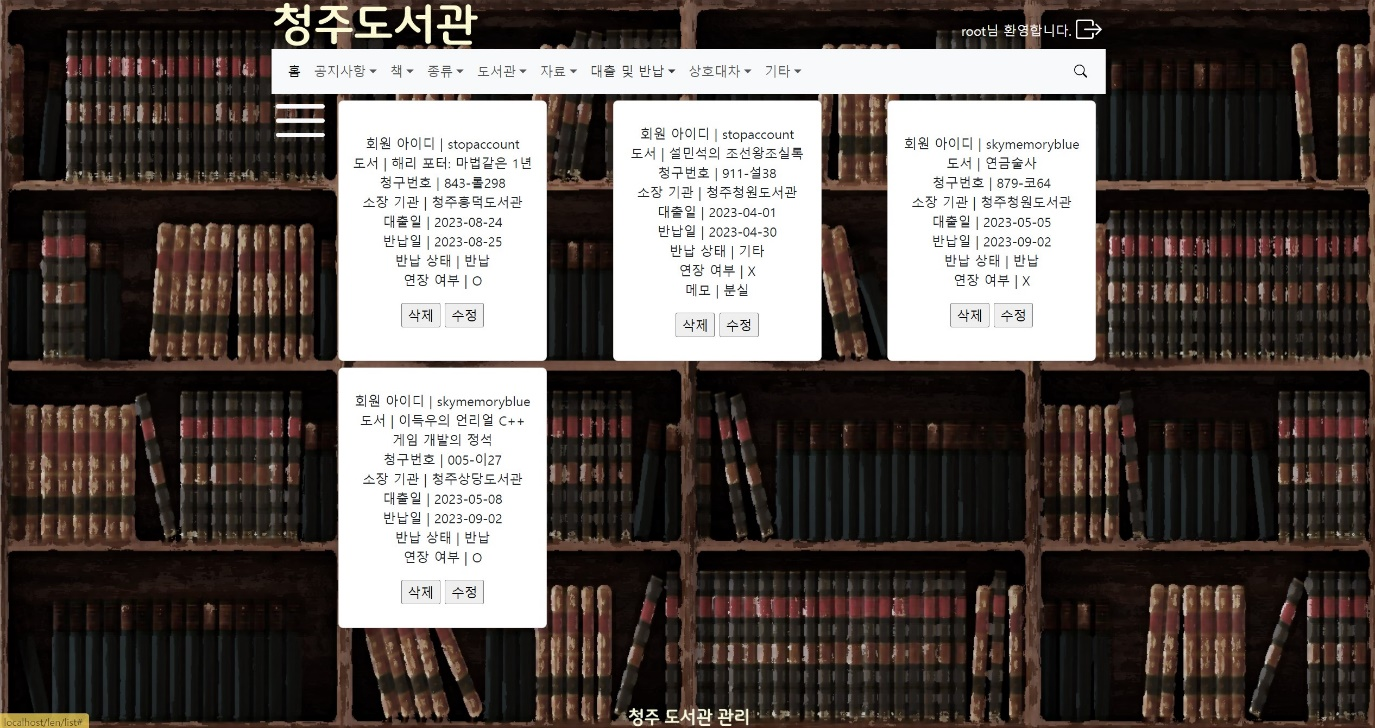 청주도서관
root님 환영합니다.
홈 공지사항 책 종류 도서관 자료 대출 및 반납 상호대차 기타
회원 아이디 | stopaccount
도서 | 해리 포터: 마법같은 1년
청구번호 | 843-롤298
소장 기관 | 청주흥덕도서관
대출일 | 2023-08-24
반납일 | 2023-08-25
반납 상태 | 반납
연장 여부 | O
삭제 수정
회원 아이디 | stopaccount
도서 | 설민석의 조선왕조실록
청구번호 | 911-설38
소장 기관 | 청주청원도서관
대출일 | 2023-04-01
반납일 | 2023-04-30
반납 상태 | 기타
연장 여부 | X
메모 | 분실
삭제 수정
회원 아이디 | skymemoryblue
도서 | 연금술사
청구번호 | 879-코64
소장 기관 | 청주청원도서관
대출일 | 2023-05-05
반납일 | 2023-09-02
반납 상태 | 반납
연장 여부 | X
삭제 수정
회원 아이디 | skymemoryblue
도서 | 이득우의 언리얼 C++
게임 개발의 정석
청구번호 | 005-이27
소장 기관 | 청주상당도서관
대출일 | 2023-05-08
반납일 | 2023-09-02
반납 상태 | 반납
연장 여부 | O
삭제 수정
청주 도서관 관리
localhost/len/list#